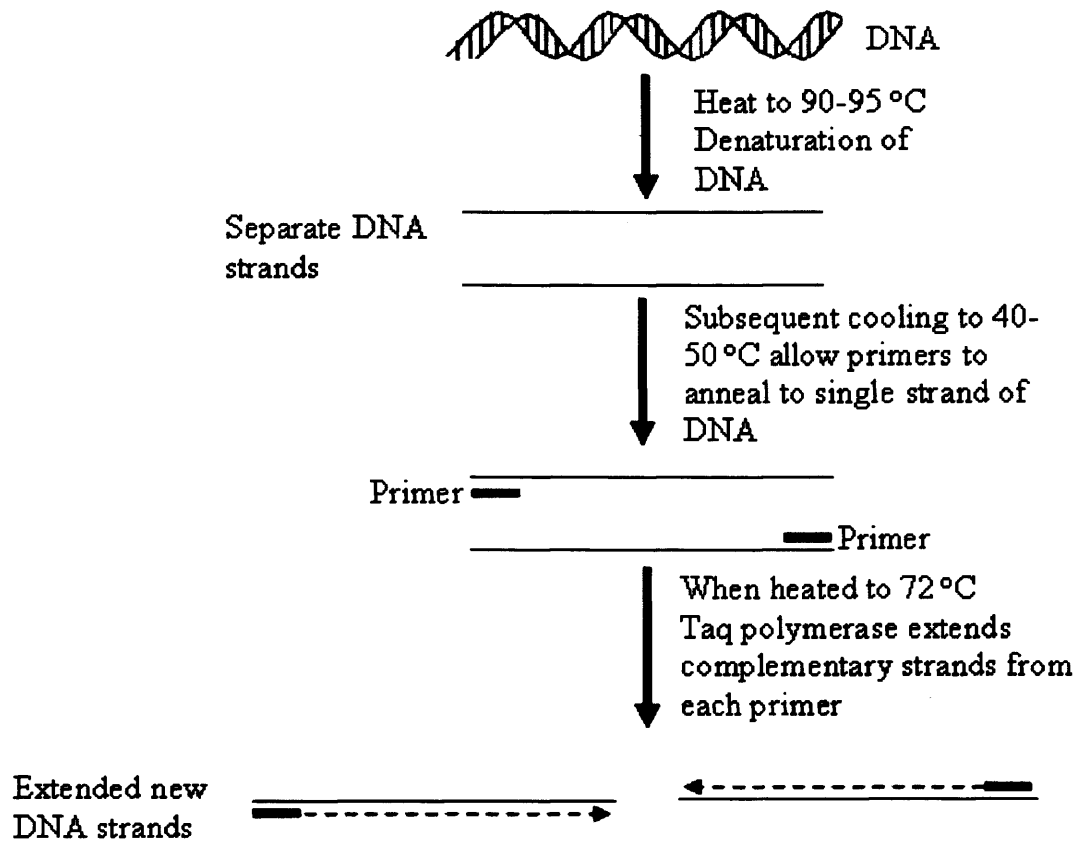 DNA
Heat to 90-95 °C
Denaturation of
DNA
Separate DNA
strands
Subsequent cooling to 40-
50 °C allow primers to
anneal to single strand of
DNA
Primer
Primer
When heated to 72 °C
Taq polymerase extends
complementary strands from
each primer
Extended new
DNA strands